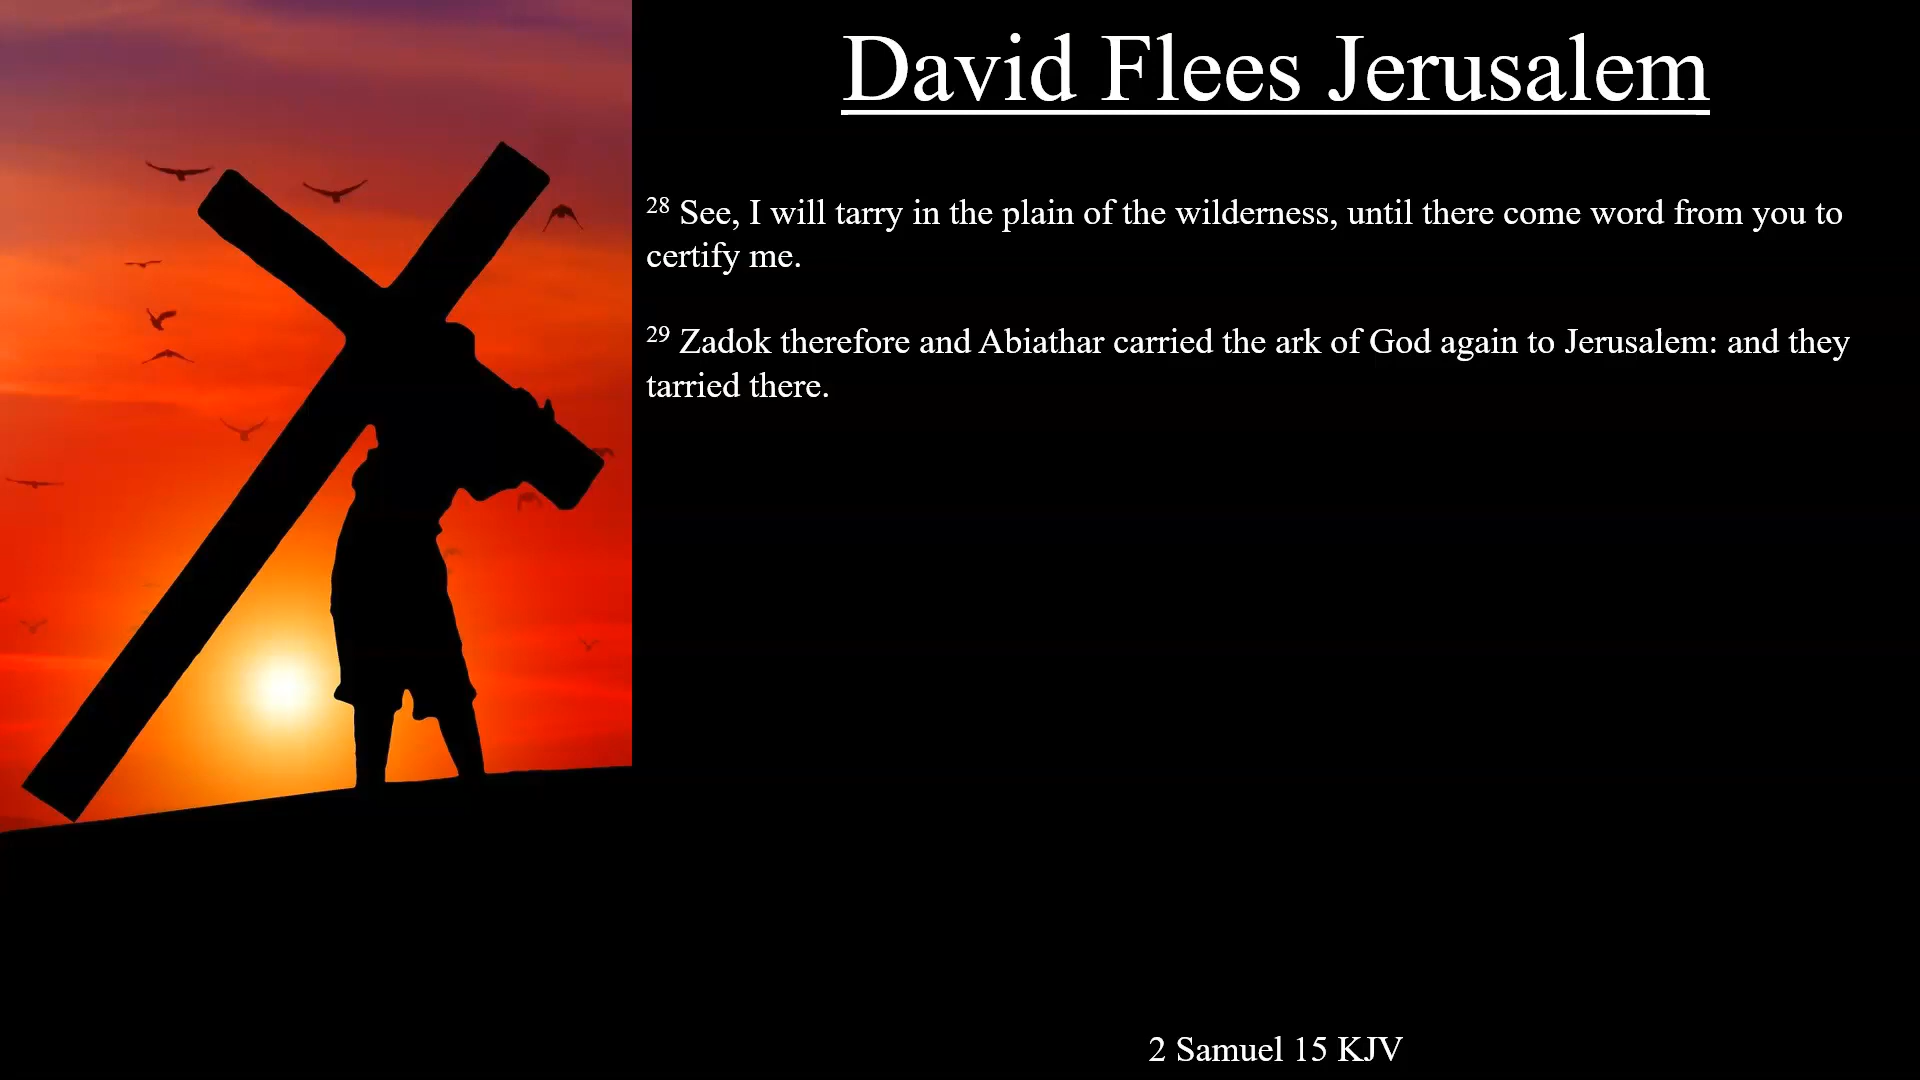 David Flees Jerusalem
28 See, I will tarry in the plain of the wilderness, until there come word from you to
certify me.
29 Zadok therefore and Abiathar carried the ark of God again to Jerusalem: and they
tarried there.
2 Samuel 15 KJV